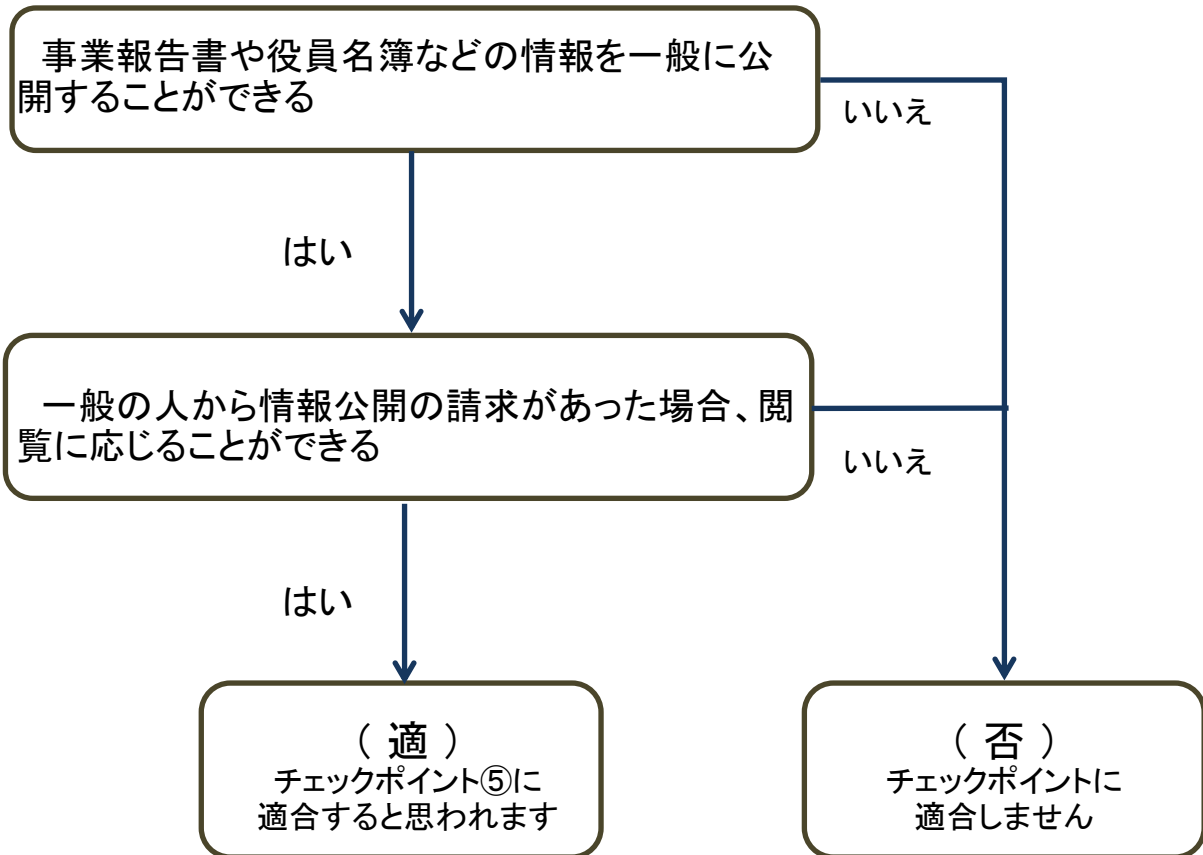 事業報告書や役員名簿などの情報を一般に公
開することができる
いいえ
はい
一般の人から情報公開の請求があった場合、閲
覧に応じることができる
いいえ
はい
（ 適 ）
チェックポイント⑤に
適合すると思われます
（ 否 ）
チェックポイントに
適合しません